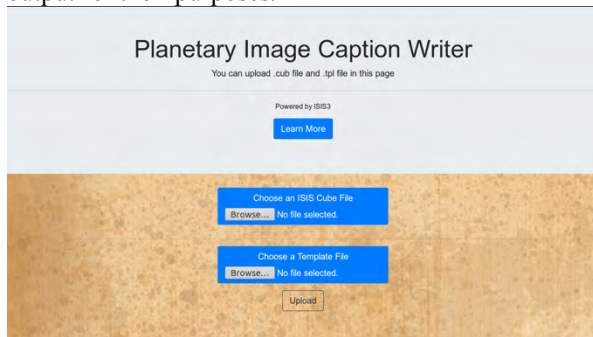 Planetary Image Caption Writer
You can upload .cub file and .tpl file in this page
Powered by ISIS3
Learn More
Choose an ISIS Cube File
Browse... No file selected.
Choose a Template File
Browse... No file selected.
Upload